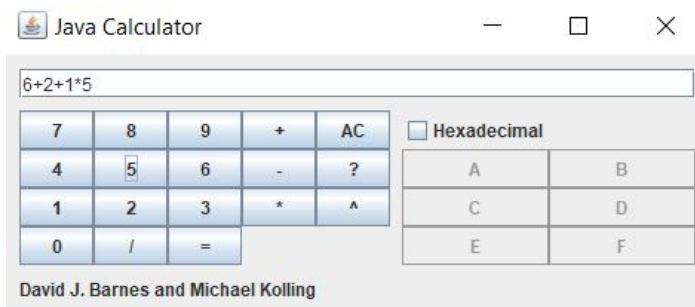 Java Calculator
6+2+1*5
7 8 9 + AC Hexadecimal
4 5 6 - ? A B
1 2 3 * ^ C D
0 / = E F
David J. Barnes and Michael Kolling